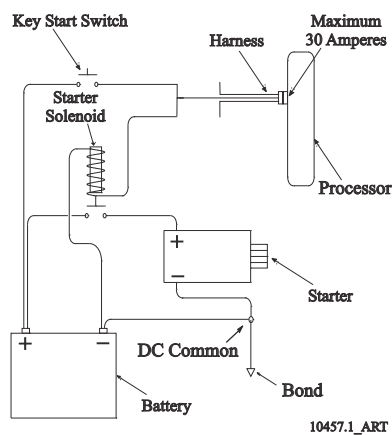 Key Start Switch
Maximum
30 Amperes
Harness
Starter
Solenoid
Processor
+
−
Starter
+ −
DC Common
Bond
Battery
10457.1_ART